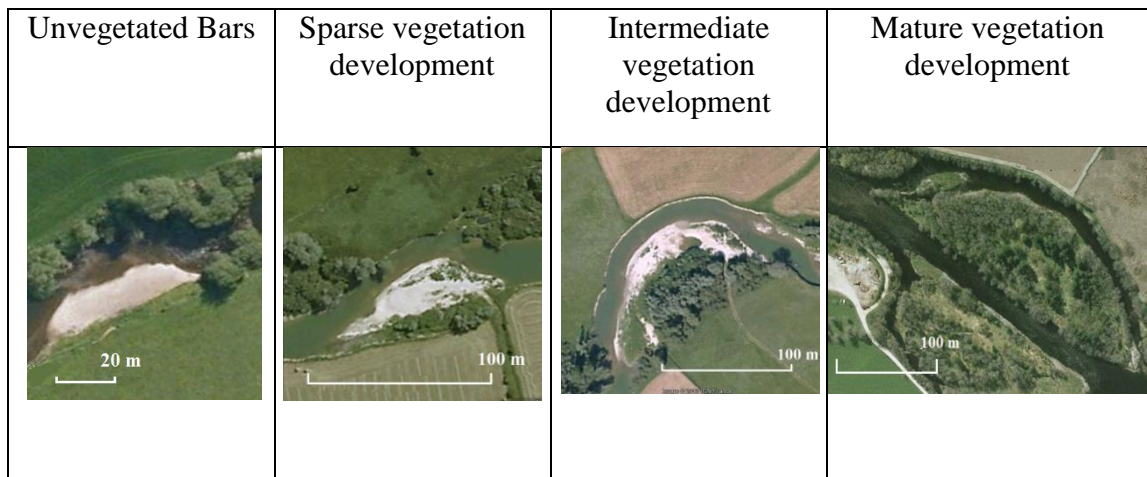 Unvegetated Bars
Sparse vegetation
development
Intermediate
vegetation
development
Mature vegetation
development
20 m
100 m
100 m
100 m